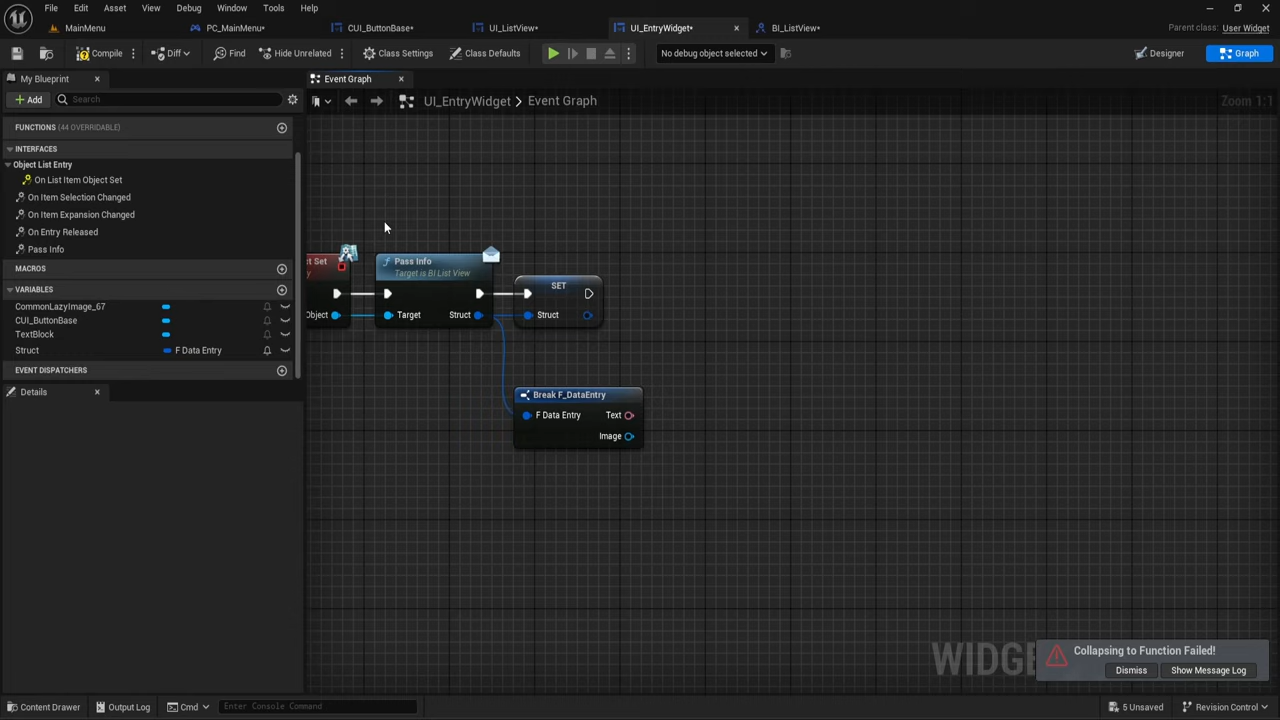 File Edit Asset View Debug Window Tools Help
MainMenu PC_MainMenu* CUI_ButtonBase* UI_ListView* UI_EntryWidget* BI_ListView* Parent class: User Widget
Compile Diff Find Hide Unrelated Class Settings Class Defaults No debug object selected Designer Graph
My Blueprint Event Graph
Add Search UI_EntryWidget > Event Graph Zoom 1:1
FUNCTIONS (44 OVERRIDABLE)
INTERFACES
Object List Entry
On List Item Object Set
On Item Selection Changed
On Item Expansion Changed
On Entry Released
Pass Info
MACROS
VARIABLES
CommonLazyImage_67
CUI_ButtonBase
TextBlock
Struct F Data Entry
EVENT DISPATCHERS
Details
ct Set
y
Object
Pass Info
Target is BI List View
Target Struct
SET
Struct
Break F_DataEntry
F Data Entry Text
Image
WIDGE
Collapsing to Function Failed!
Dismiss Show Message Log
Content Drawer Output Log Cmd Enter Console Command 5 Unsaved Revision Control